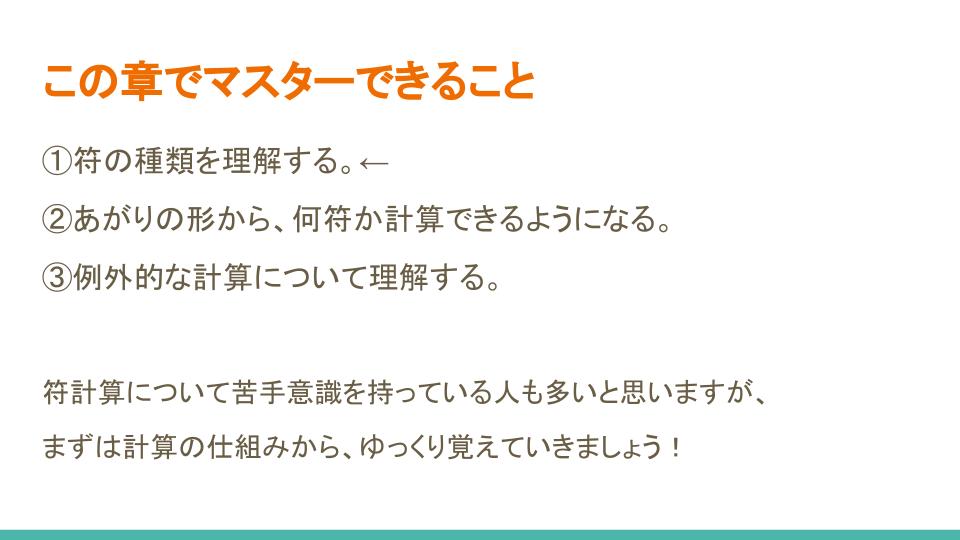 この章でマスターできること
①符の種類を理解する。←
②あがりの形から、何符か計算できるようになる。
③例外的な計算について理解する。
符計算について苦手意識を持っている人も多いと思いますが、
まずは計算の仕組みから、ゆっくり覚えていきましょう！